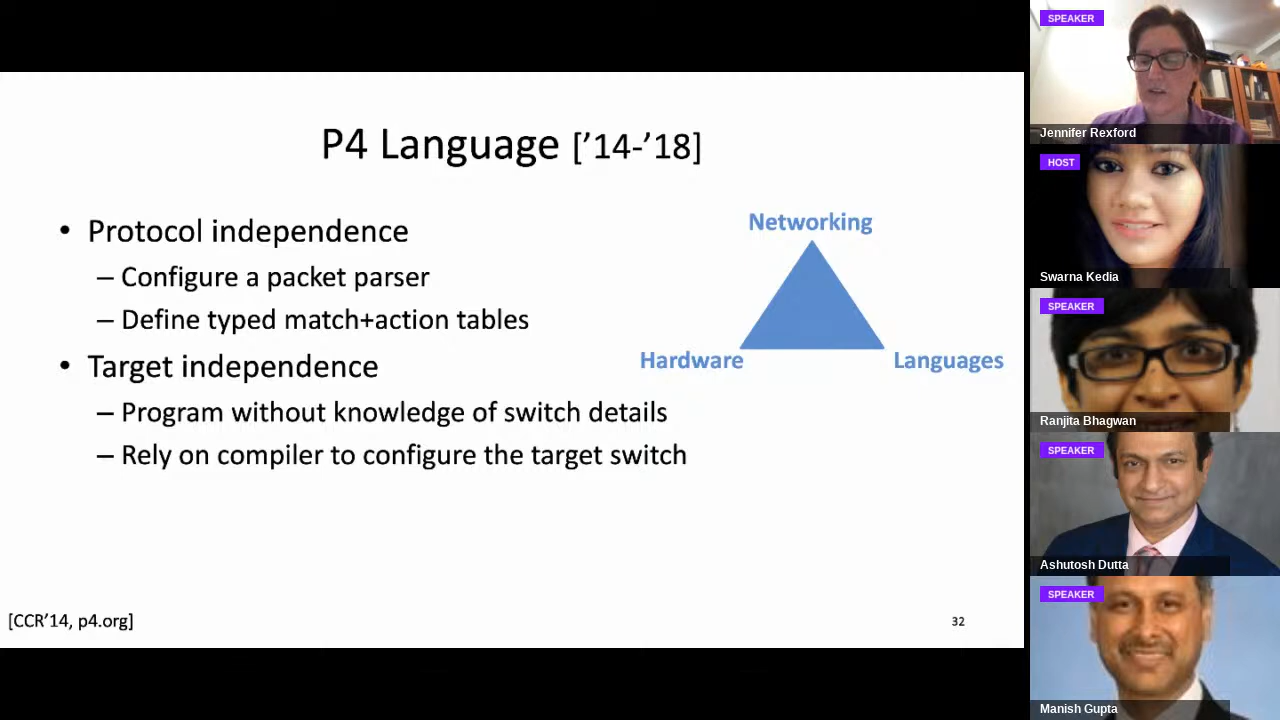 P4 Language [’14-’18]
• Protocol independence
– Configure a packet parser
– Define typed match+action tables
• Target independence
– Program without knowledge of switch details
– Rely on compiler to configure the target switch
Networking
Hardware
Languages
[CCR’14, p4.org]
32
SPEAKER
Jennifer Rexford
HOST
Swarna Kedia
SPEAKER
Ranjita Bhagwan
SPEAKER
Ashutosh Dutta
SPEAKER
Manish Gupta